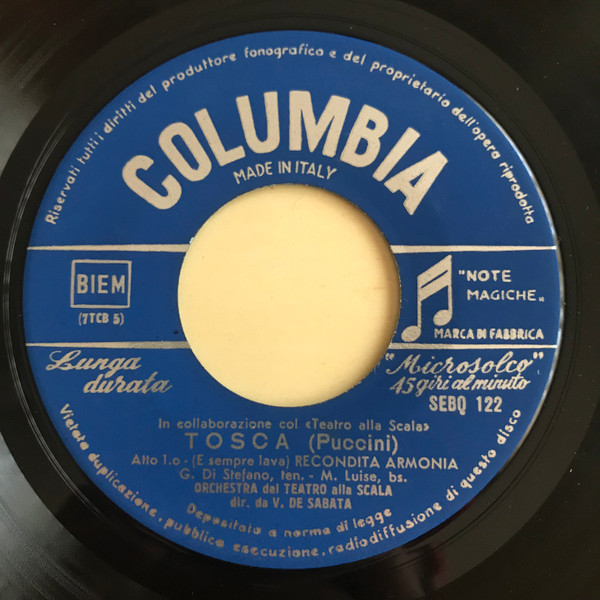 Riservati tutti i diritti del produttore fonografico e del proprietario dell'opera riprodotta
COLUMBIA
MADE IN ITALY
BIEM
(7TCB 5)
"NOTE
MAGICHE„
MARCA DI FABBRICA
Lunga
durata
"Microsolco"
45 giri al minuto
SEBQ 122
In collaborazione col «Teatro alla Scala»
TOSCA (Puccini)
Atto 1.o - (E sempre lava) RECONDITA ARMONIA
G. Di Stefano, ten. - M. Luise, bs.
ORCHESTRA del TEATRO alla SCALA
dir. da V. DE SABATA
Depositato a norma di legge
Vietata duplicazione, pubblica esecuzione, radiodiffusione di questo disco